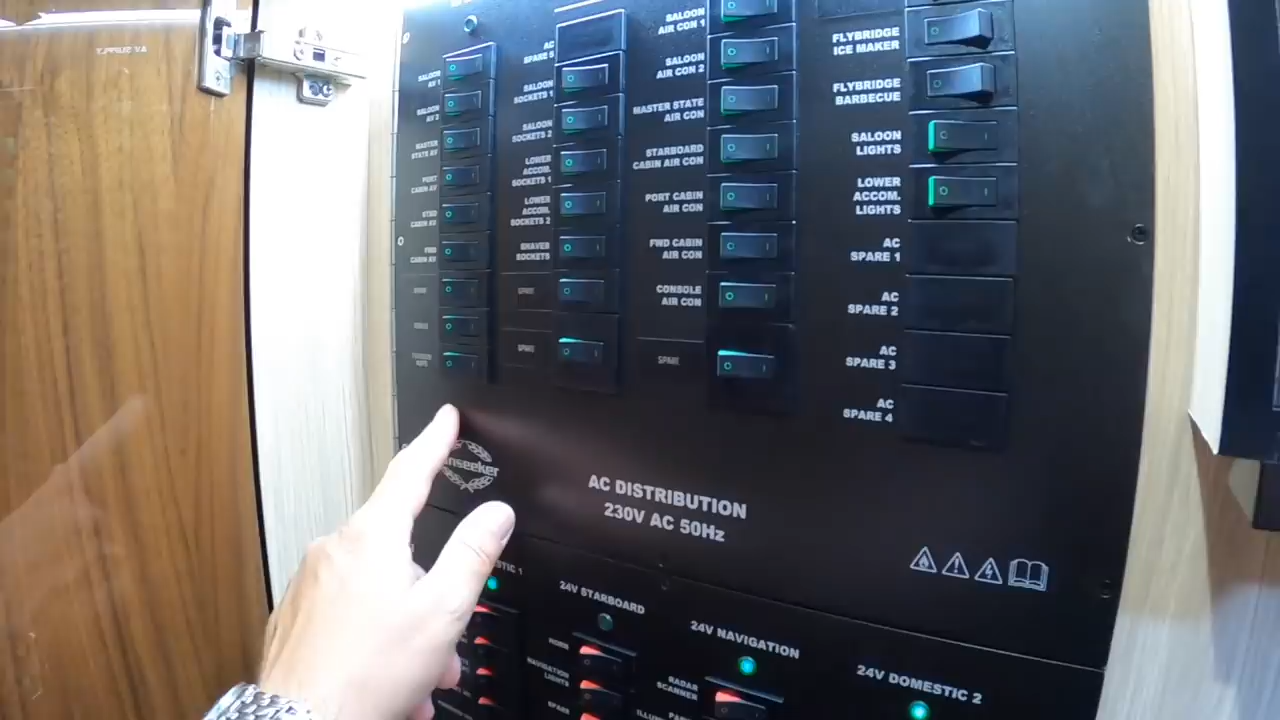 SALOON
AV 1
SALOON
AV 2
MASTER
STATE AV
PORT
CABIN AV
STBD
CABIN AV
FWD
CABIN AV
AC
SPARE 5
SALOON
SOCKETS 1
SALOON
SOCKETS 2
LOWER
ACCOM.
SOCKETS 1
LOWER
ACCOM.
SOCKETS 2
SHAVER
SOCKETS
SPARE
SPARE
SALOON
AIR CON 1
SALOON
AIR CON 2
MASTER STATE
AIR CON
STARBOARD
CABIN AIR CON
PORT CABIN
AIR CON
FWD CABIN
AIR CON
CONSOLE
AIR CON
SPARE
FLYBRIDGE
ICE MAKER
FLYBRIDGE
BARBECUE
SALOON
LIGHTS
LOWER
ACCOM.
LIGHTS
AC
SPARE 1
AC
SPARE 2
AC
SPARE 3
AC
SPARE 4
nseeker
AC DISTRIBUTION
230V AC 50Hz
STIC 1
24V STARBOARD
HORN
NAVIGATION
LIGHTS
SPARE
24V NAVIGATION
RADAR
SCANNER
24V DOMESTIC 2